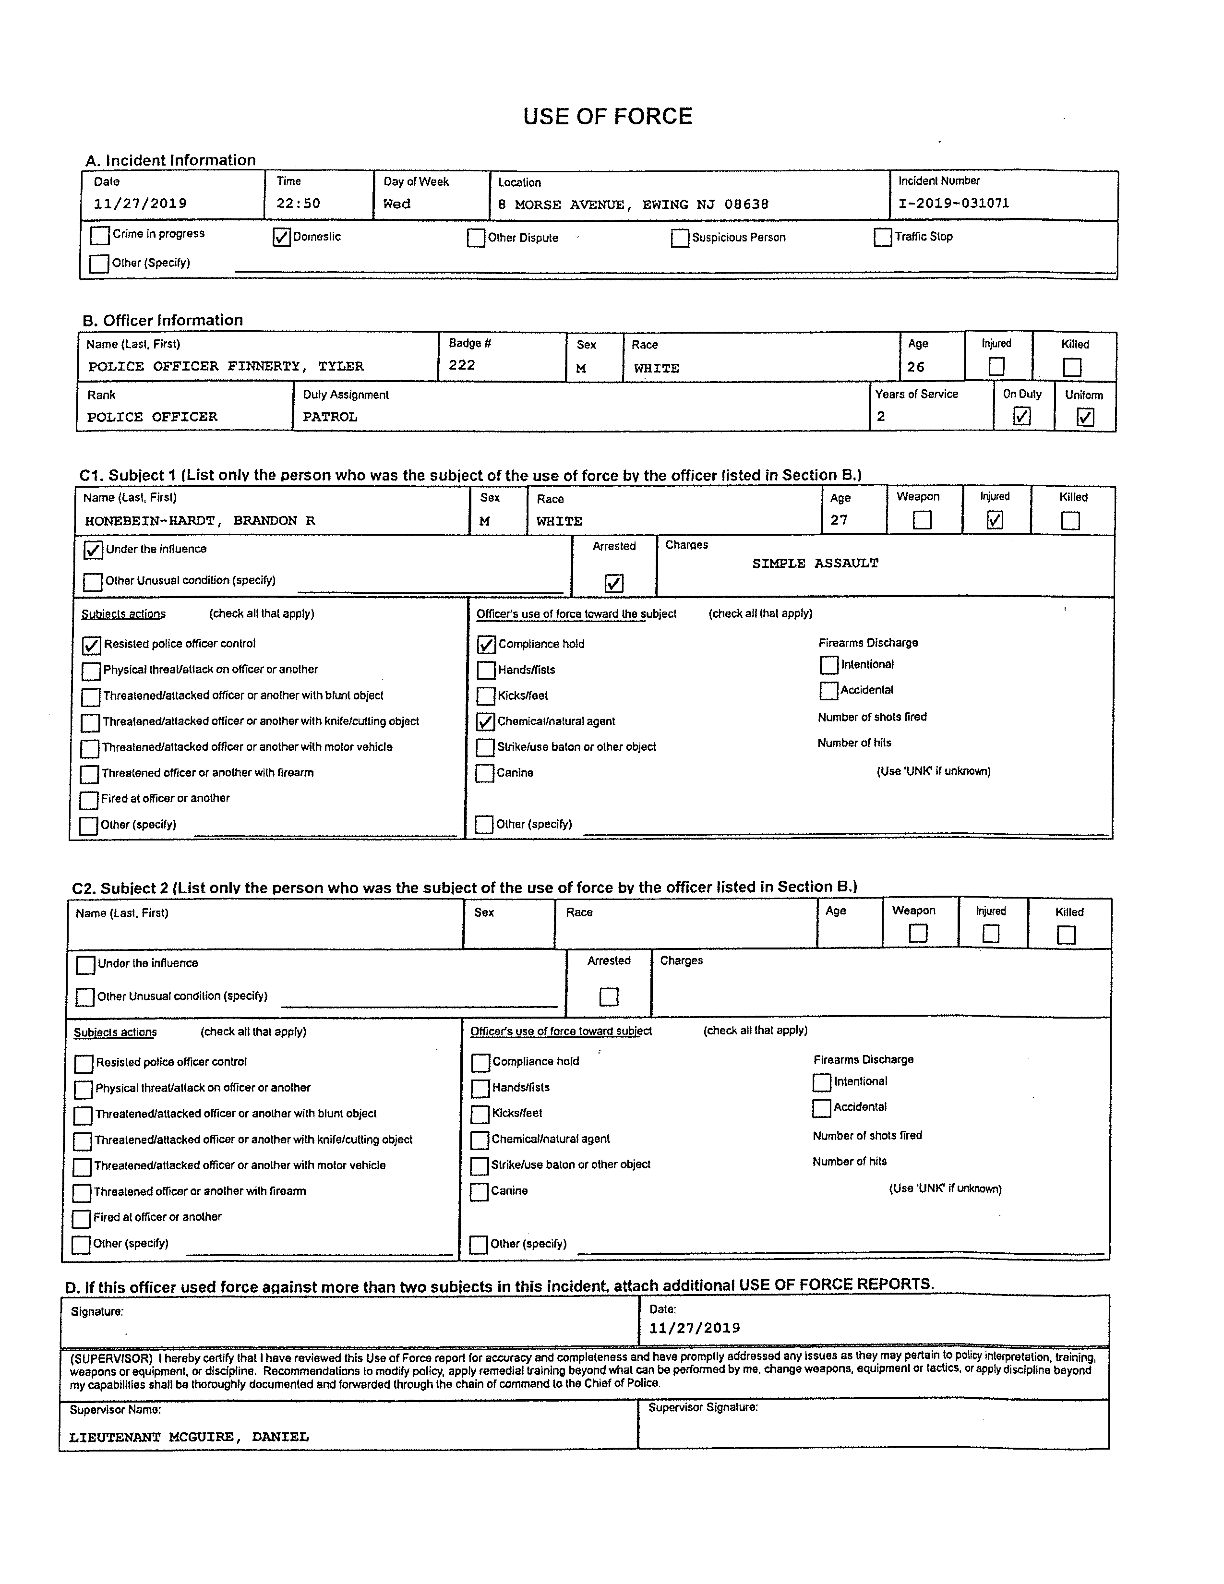 USE OF FORCE
A. Incident Information
Date Time Day of Week Location Incident Number
11/27/2019 22:50 Wed 8 MORSE AVENUE, EWING NJ 08638 I-2019-031071
☐ Crime in progress ☑ Domestic ☐ Other Dispute ☐ Suspicious Person ☐ Traffic Stop
☐ Other (Specify)
B. Officer Information
Name (Last, First) Badge # Sex Race Age Injured Killed
POLICE OFFICER FINNERTY, TYLER 222 M WHITE 26 ☐ ☐
Rank Duty Assignment Years of Service On Duty Uniform
POLICE OFFICER PATROL 2 ☑ ☑
C1. Subject 1 (List only the person who was the subject of the use of force by the officer listed in Section B.)
Name (Last, First) Sex Race Age Weapon Injured Killed
HONEBEIN-HARDT, BRANDON R M WHITE 27 ☐ ☑ ☐
☑ Under the influence Arrested Charges
SIMPLE ASSAULT
☐ Other Unusual condition (specify) ☑
Subjects actions (check all that apply) Officer's use of force toward the subject (check all that apply)
☑ Resisted police officer control ☑ Compliance hold Firearms Discharge
☐ Physical threat/attack on officer or another ☐ Hands/fists ☐ Intentional
☐ Threatened/attacked officer or another with blunt object ☐ Kicks/feet ☐ Accidental
☐ Threatened/attacked officer or another with knife/cutting object ☑ Chemical/natural agent Number of shots fired
☐ Threatened/attacked officer or another with motor vehicle ☐ Strike/use baton or other object Number of hits
☐ Threatened officer or another with firearm ☐ Canine (Use 'UNK' if unknown)
☐ Fired at officer or another
☐ Other (specify) ☐ Other (specify)
C2. Subject 2 (List only the person who was the subject of the use of force by the officer listed in Section B.)
Name (Last, First) Sex Race Age Weapon Injured Killed
☐ ☐ ☐
☐ Under the influence Arrested Charges
☐ Other Unusual condition (specify) ☐
Subjects actions (check all that apply) Officer's use of force toward subject (check all that apply)
☐ Resisted police officer control ☐ Compliance hold Firearms Discharge
☐ Physical threat/attack on officer or another ☐ Hands/fists ☐ Intentional
☐ Threatened/attacked officer or another with blunt object ☐ Kicks/feet ☐ Accidental
☐ Threatened/attacked officer or another with knife/cutting object ☐ Chemical/natural agent Number of shots fired
☐ Threatened/attacked officer or another with motor vehicle ☐ Strike/use baton or other object Number of hits
☐ Threatened officer or another with firearm ☐ Canine (Use 'UNK' if unknown)
☐ Fired at officer or another
☐ Other (specify) ☐ Other (specify)
D. If this officer used force against more than two subjects in this incident, attach additional USE OF FORCE REPORTS.
Signature: Date:
11/27/2019
(SUPERVISOR) I hereby certify that I have reviewed this Use of Force report for accuracy and completeness and have promptly addressed any issues as they may pertain to policy interpretation, training,
weapons or equipment, or discipline. Recommendations to modify policy, apply remedial training beyond what can be performed by me, change weapons, equipment or tactics, or apply discipline beyond
my capabilities shall be thoroughly documented and forwarded through the chain of command to the Chief of Police.
Supervisor Name: Supervisor Signature:
LIEUTENANT MCGUIRE, DANIEL